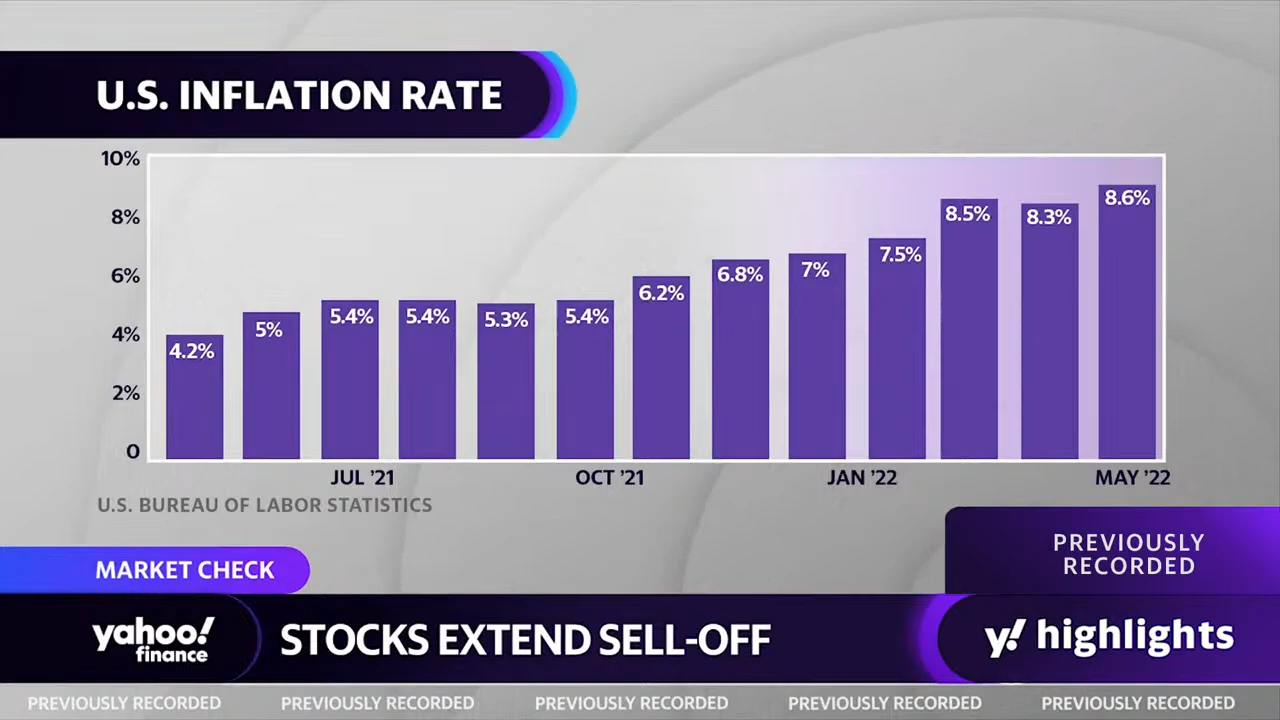 U.S. INFLATION RATE
10%
8%
6%
4%
2%
0
4.2%
5%
5.4%
5.4%
5.3%
5.4%
6.2%
6.8%
7%
7.5%
8.5%
8.3%
8.6%
JUL ’21
OCT ’21
JAN ’22
MAY ’22
U.S. BUREAU OF LABOR STATISTICS
PREVIOUSLY
RECORDED
MARKET CHECK
yahoo!
finance
STOCKS EXTEND SELL-OFF
y! highlights
PREVIOUSLY RECORDED PREVIOUSLY RECORDED PREVIOUSLY RECORDED PREVIOUSLY RECORDED PREVIOUSLY RECORDED